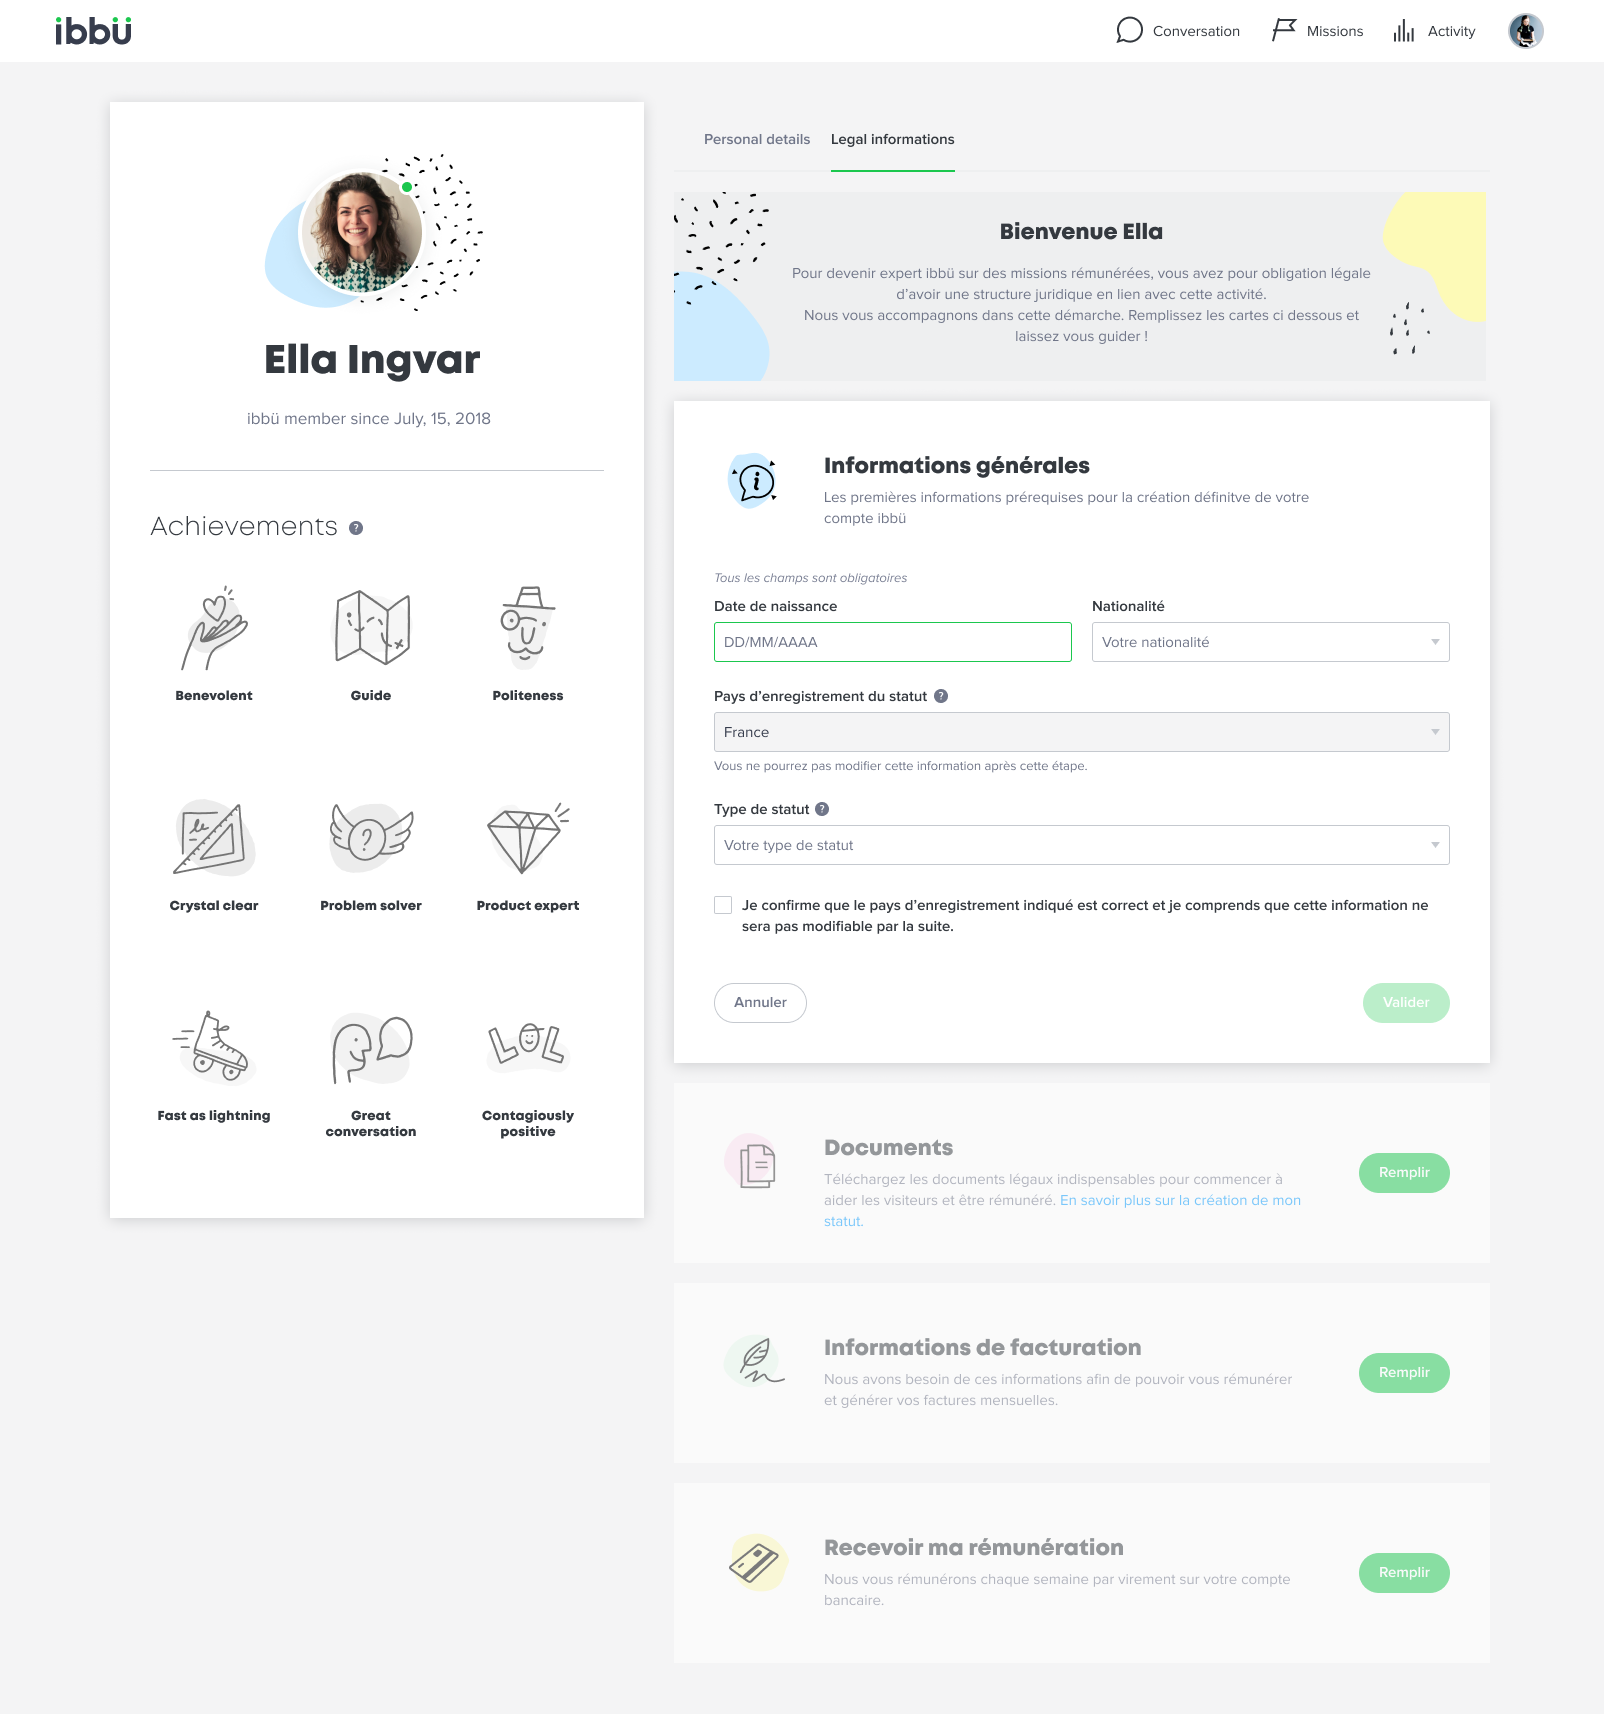 ibbü
Conversation
Missions
Activity
Ella Ingvar
ibbü member since July, 15, 2018
Achievements ?
Benevolent
Guide
Politeness
le
?
Crystal clear
Problem solver
Product expert
LOL
Fast as lightning
Great
conversation
Contagiously
positive
Personal details
Legal informations
Bienvenue Ella
Pour devenir expert ibbü sur des missions rémunérées, vous avez pour obligation légale
d’avoir une structure juridique en lien avec cette activité.
Nous vous accompagnons dans cette démarche. Remplissez les cartes ci dessous et
laissez vous guider !
i
Informations générales
Les premières informations prérequises pour la création définitve de votre
compte ibbü
Tous les champs sont obligatoires
Date de naissance
Nationalité
DD/MM/AAAA
Votre nationalité
Pays d’enregistrement du statut ?
France
Vous ne pourrez pas modifier cette information après cette étape.
Type de statut ?
Votre type de statut
Je confirme que le pays d’enregistrement indiqué est correct et je comprends que cette information ne
sera pas modifiable par la suite.
Annuler
Valider
Documents
Téléchargez les documents légaux indispensables pour commencer à
aider les visiteurs et être rémunéré. En savoir plus sur la création de mon
statut.
Remplir
Informations de facturation
Nous avons besoin de ces informations afin de pouvoir vous rémunérer
et générer vos factures mensuelles.
Remplir
Recevoir ma rémunération
Nous vous rémunérons chaque semaine par virement sur votre compte
bancaire.
Remplir